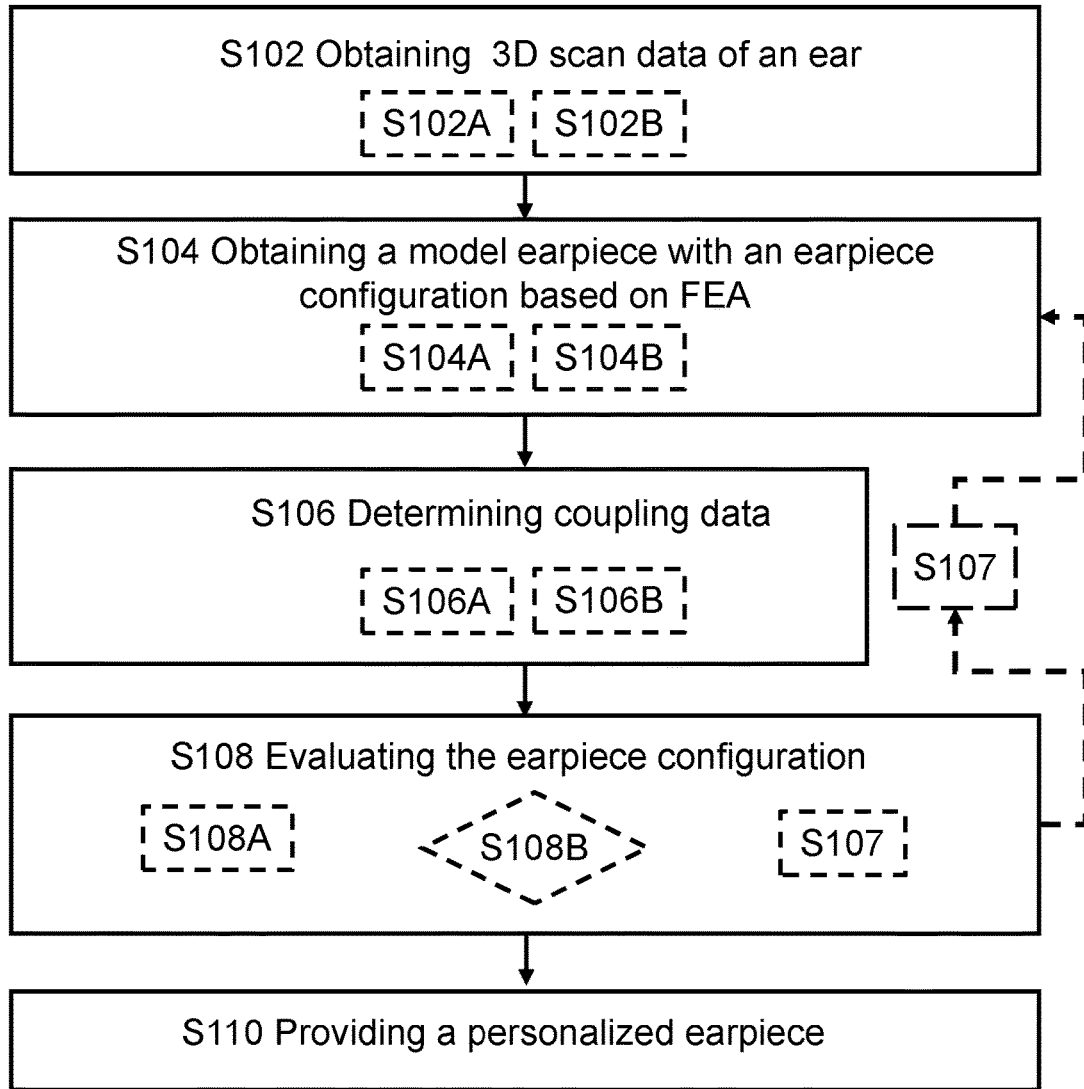 S102 Obtaining 3D scan data of an ear
S102A S102B
S104 Obtaining a model earpiece with an earpiece
configuration based on FEA
S104A S104B
S106 Determining coupling data
S106A S106B
S107
S108 Evaluating the earpiece configuration
S108A S108B S107
S110 Providing a personalized earpiece